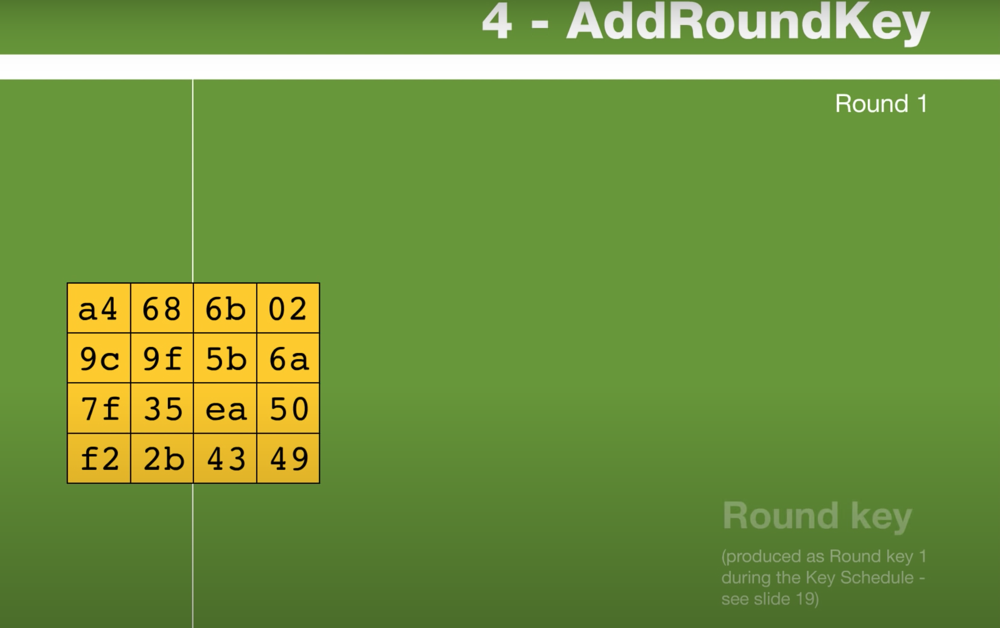 4 - AddRoundKey
Round 1
a4 68 6b 02
9c 9f 5b 6a
7f 35 ea 50
f2 2b 43 49
Round key
(produced as Round key 1
during the Key Schedule -
see slide 19)